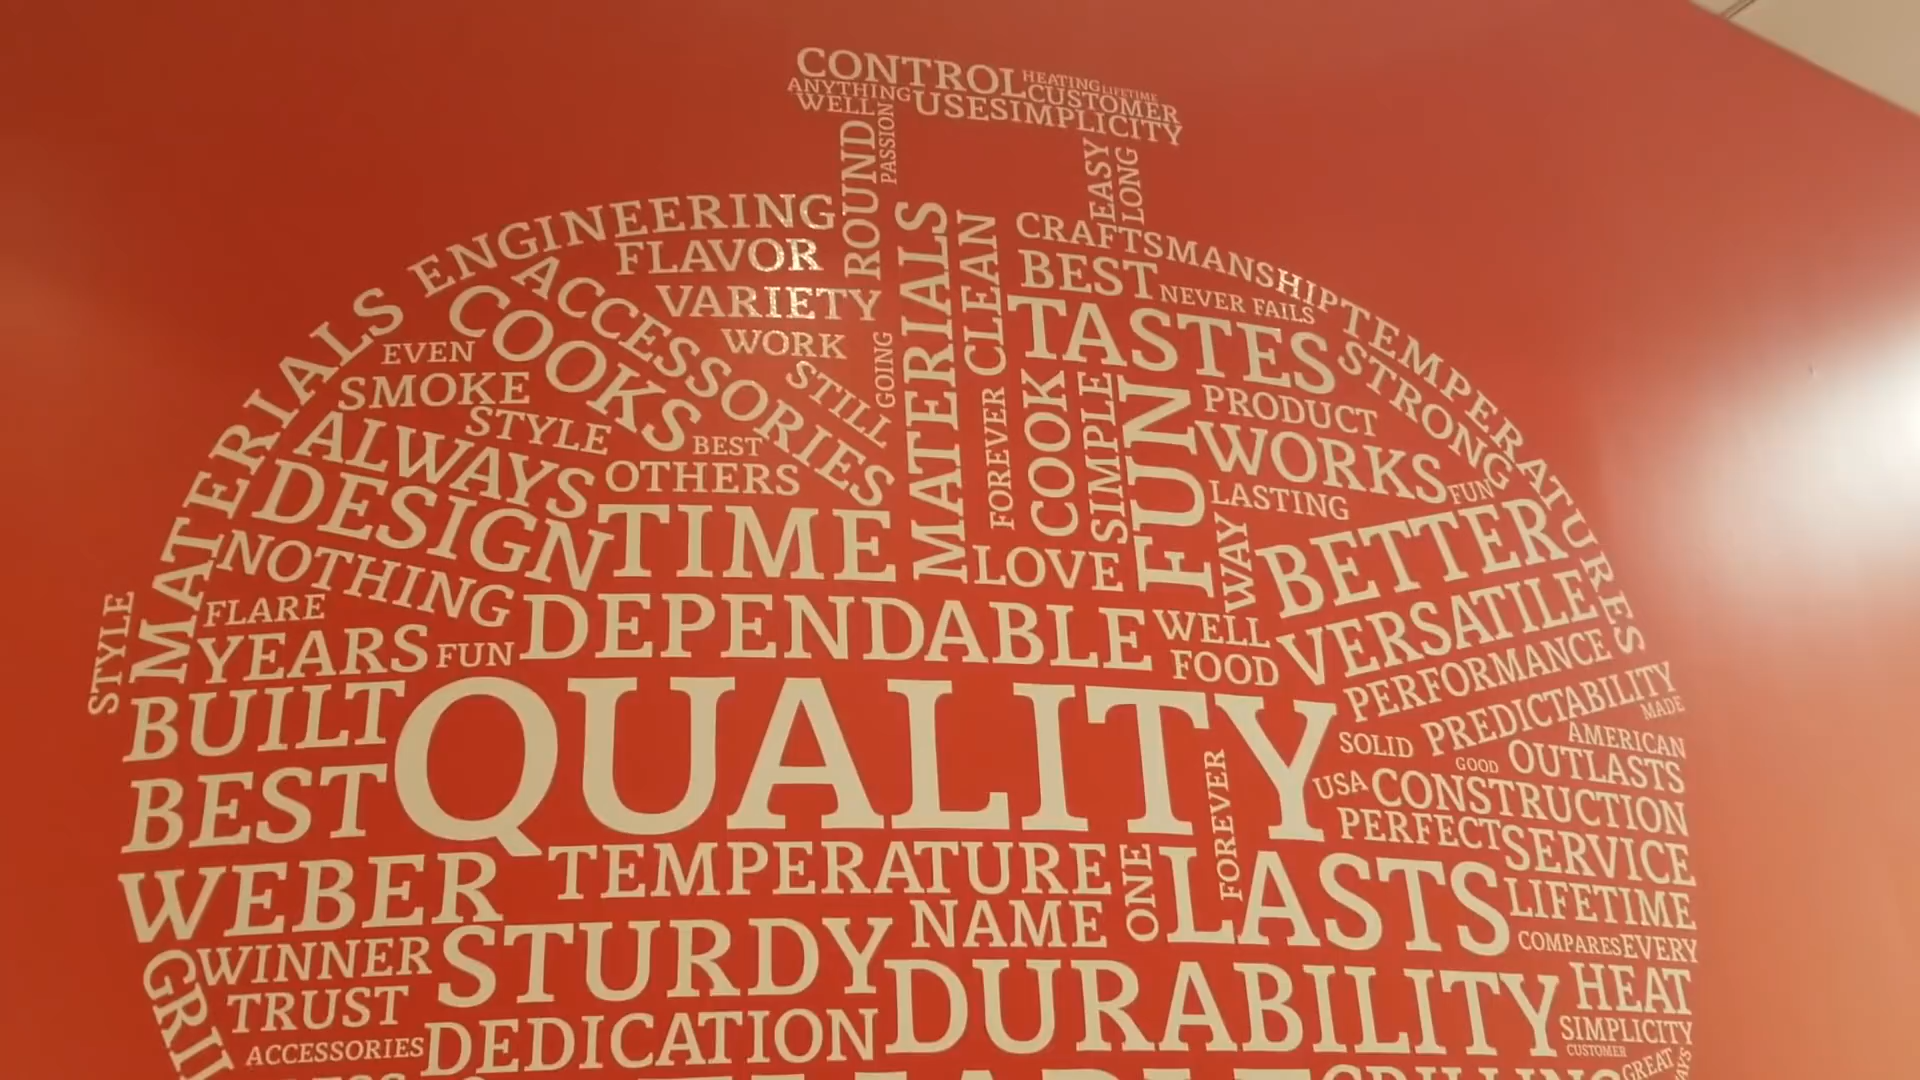 CONTROL HEATING LIFETIME
ANYTHING CUSTOMER
WELL USE SIMPLICITY
PASSION
ROUND
EASY
LONG
MATERIALS ENGINEERING
CRAFTSMANSHIP TEMPERATURES
FLAVOR
ACCESSORIES
VARIETY
COOKS
WORK
STILL
GOING
EVEN
SMOKE
STYLE
BEST
ALWAYS
OTHERS
DESIGN
TIME
NOTHING
MATERIALS
CLEAN
FOREVER
COOK
SIMPLE
LOVE
BEST
NEVER FAILS
TASTES
STRONG
FUN
PRODUCT
WORKS
FUN
LASTING
WAY
BETTER
VERSATILE
STYLE
FLARE
YEARS FUN DEPENDABLE WELL
FOOD
PERFORMANCE
PREDICTABILITY
MADE
BUILT
QUALITY
SOLID
AMERICAN
GOOD
OUTLASTS
BEST
FOREVER
USA CONSTRUCTION
PERFECT SERVICE
WEBER TEMPERATURE ONE LASTS LIFETIME
NAME
COMPARES EVERY
WINNER STURDY
DURABILITY HEAT
TRUST
SIMPLICITY
ACCESSORIES DEDICATION
CUSTOMER
GREAT